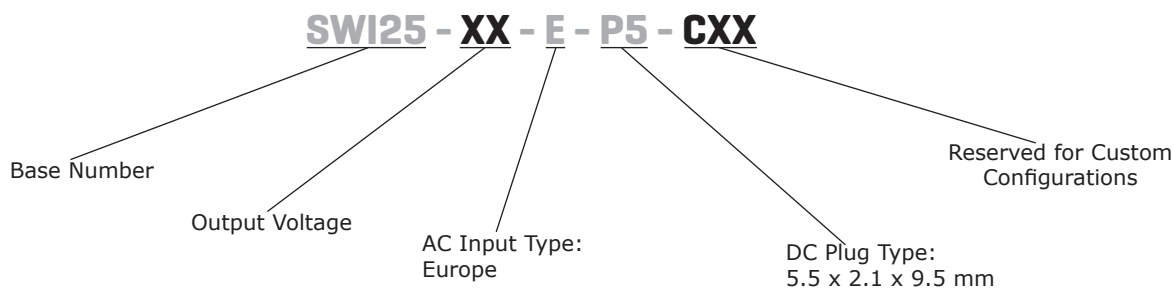 SWI25 - XX - E - P5 - CXX
Base Number
Output Voltage
AC Input Type:
Europe
DC Plug Type:
5.5 x 2.1 x 9.5 mm
Reserved for Custom
Configurations